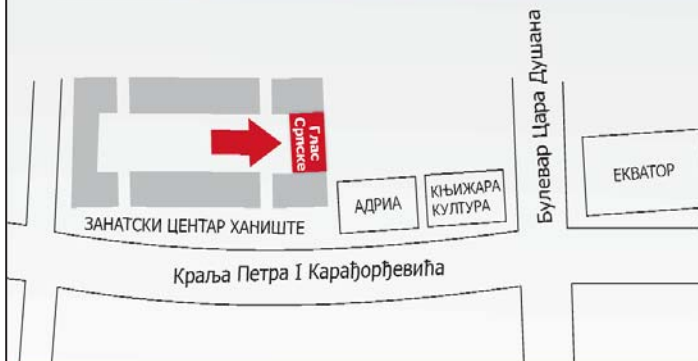 Глас
Српске
Булевар Цара Душана
ЕКВАТОР
АДРИА
КЊИЖАРА
КУЛТУРА
ЗАНАТСКИ ЦЕНТАР ХАНИШТЕ
Краља Петра I Карађорђевића